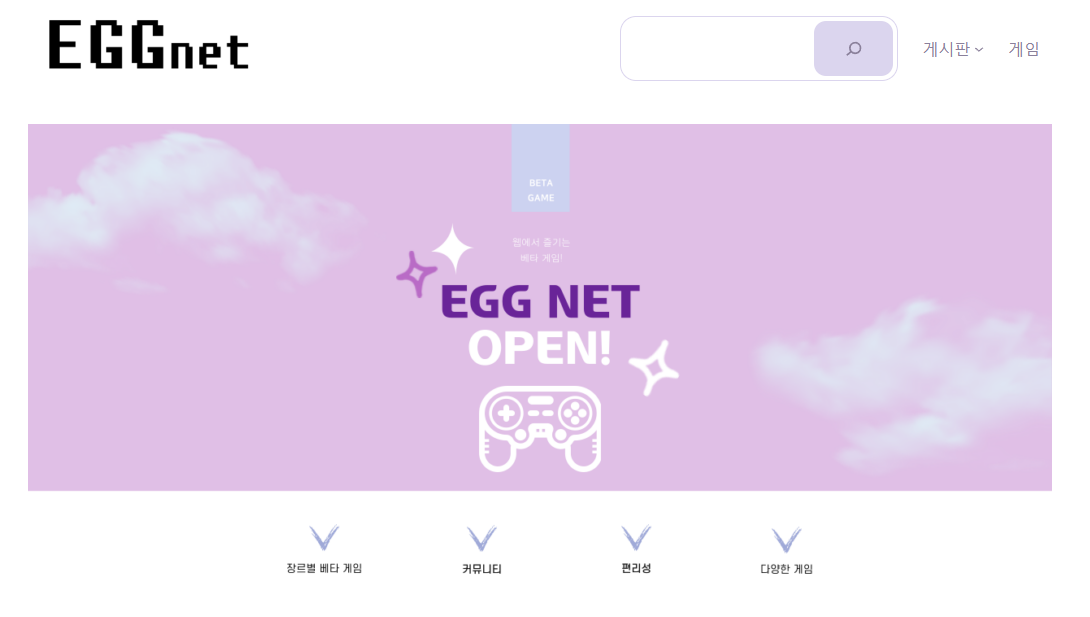 EGGnet
게시판
게임
BETA
GAME
웹에서 즐기는
베타 게임!
EGG NET
OPEN!
장르별 베타 게임
커뮤니티
편리성
다양한 게임